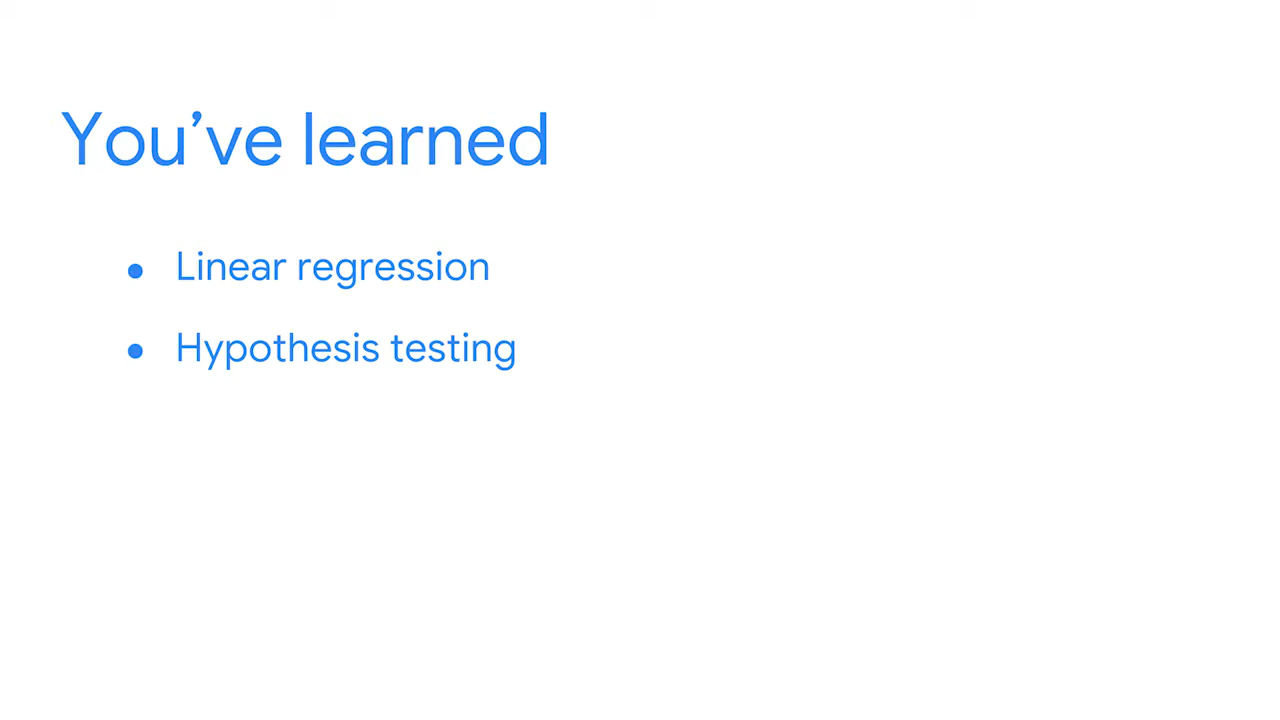 You’ve learned
● Linear regression
● Hypothesis testing